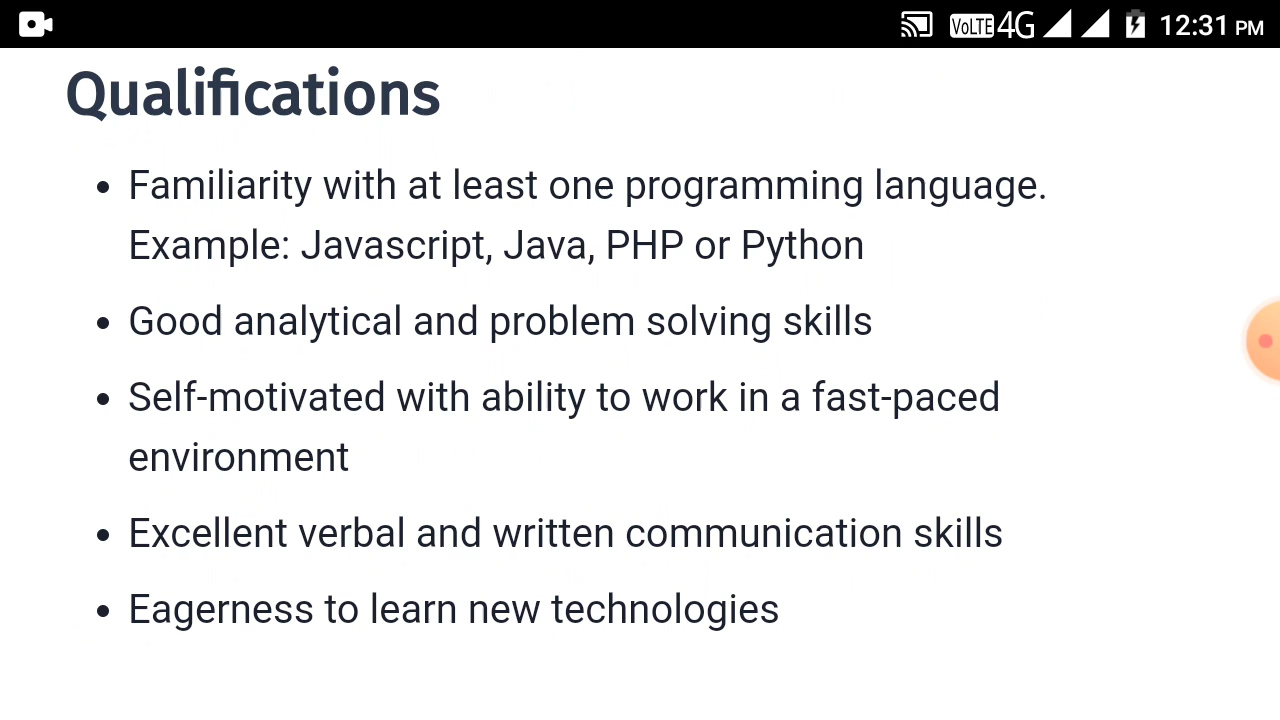 VoLTE 4G 12:31 PM
Qualifications
Familiarity with at least one programming language.
Example: Javascript, Java, PHP or Python
Good analytical and problem solving skills
Self-motivated with ability to work in a fast-paced
environment
Excellent verbal and written communication skills
Eagerness to learn new technologies